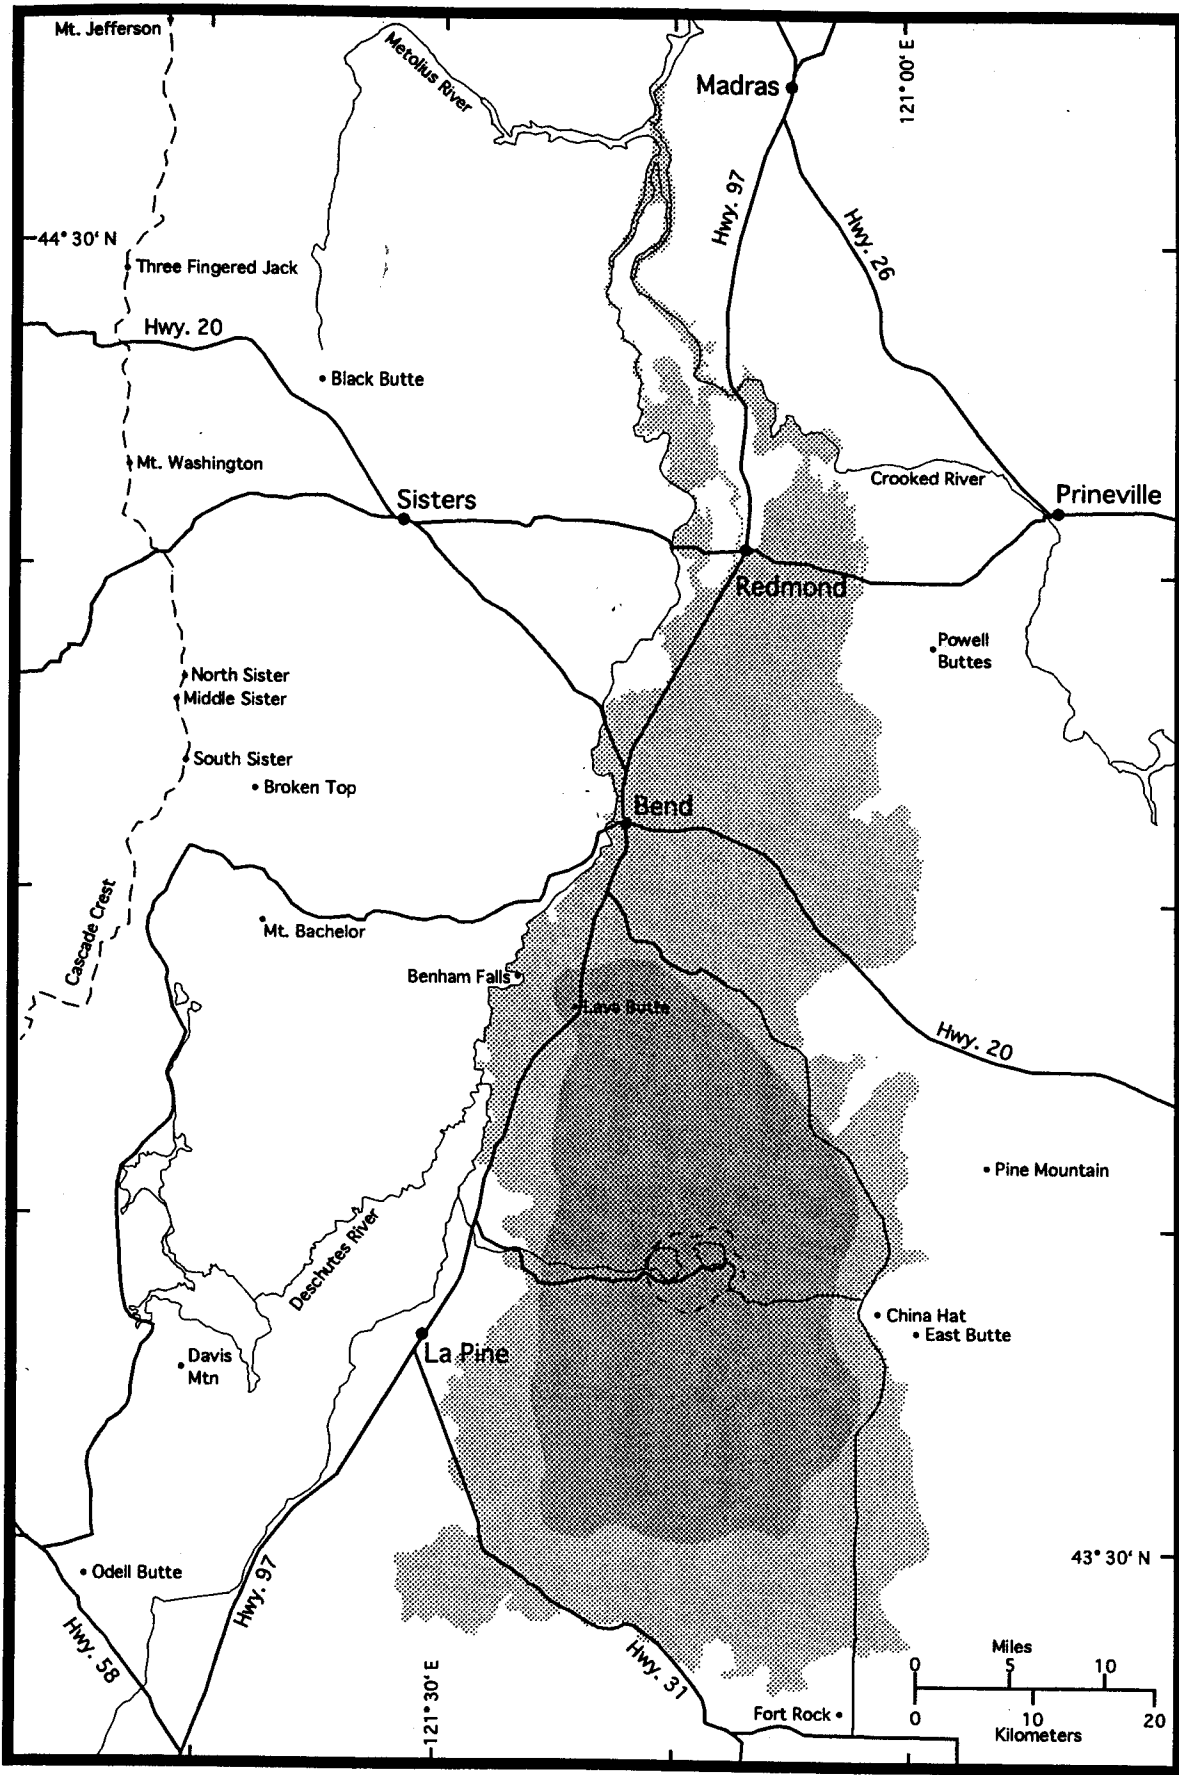 Mt. Jefferson
Metolius River
Madras
121° 00' E
Hwy. 97
Hwy. 26
44° 30' N
Three Fingered Jack
Hwy. 20
Black Butte
Mt. Washington
Crooked River
Sisters
Prineville
Redmond
Powell
Buttes
North Sister
Middle Sister
South Sister
Broken Top
Bend
Cascade Crest
Mt. Bachelor
Benham Falls
Lava Butte
Hwy. 20
Pine Mountain
Deschutes River
China Hat
East Butte
La Pine
Davis
Mtn
43° 30' N
Odell Butte
Hwy. 97
Hwy. 58
Hwy. 31
121° 30' E
Miles
0 5 10
Fort Rock
0 10 20
Kilometers